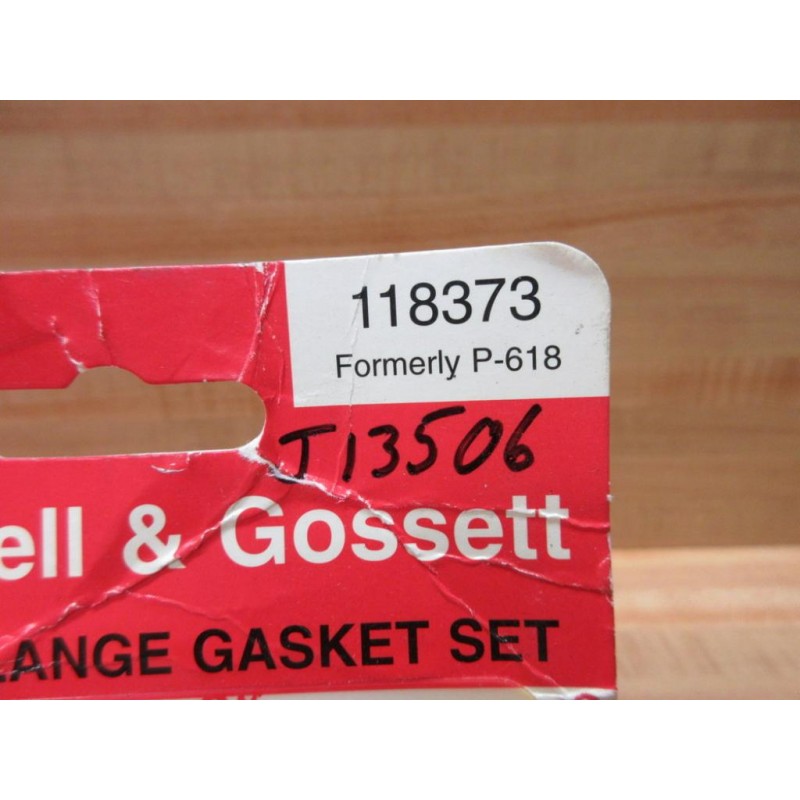 118373
Formerly P-618
J13506
ell & Gossett
LANGE GASKET SET